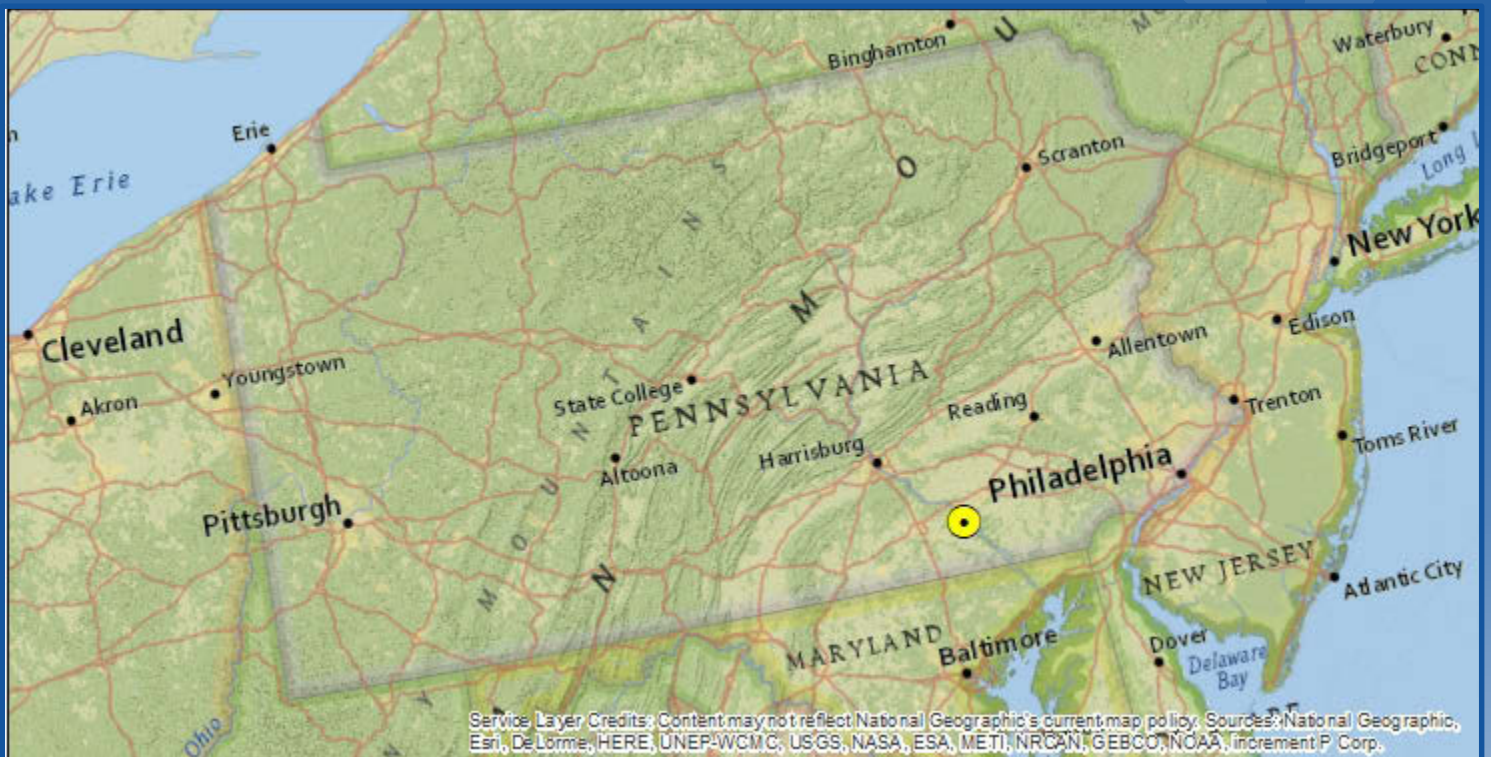 Binghamton
Waterbury
CONN
Erie
Scranton
Bridgeport
ake Erie
Long I
New York
MOUNTAINS
Cleveland
Edison
Allentown
Youngstown
State College
PENNSYLVANIA
Akron
Reading
Trenton
Toms River
Harrisburg
Altoona
Philadelphia
Pittsburgh
NEW JERSEY
Atlantic City
MARYLAND
Baltimore
Dover
Delaware
Bay
Ohio
Service Layer Credits: Content may not reflect National Geographic's current map policy. Sources: National Geographic,
Esri, DeLorme, HERE, UNEP-WCMC, USGS, NASA, ESA, METI, NRCAN, GEBCO, NOAA, increment P Corp.